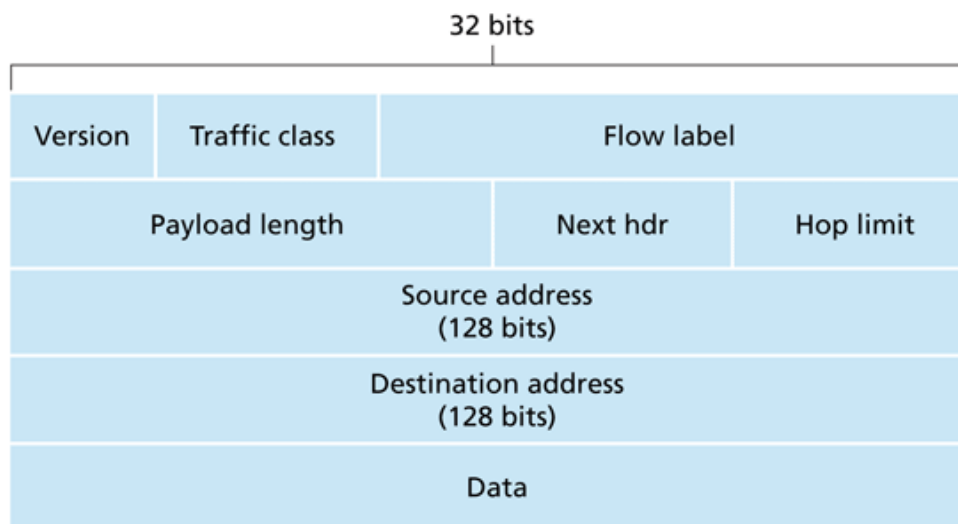 32 bits
Version Traffic class Flow label
Payload length Next hdr Hop limit
Source address
(128 bits)
Destination address
(128 bits)
Data